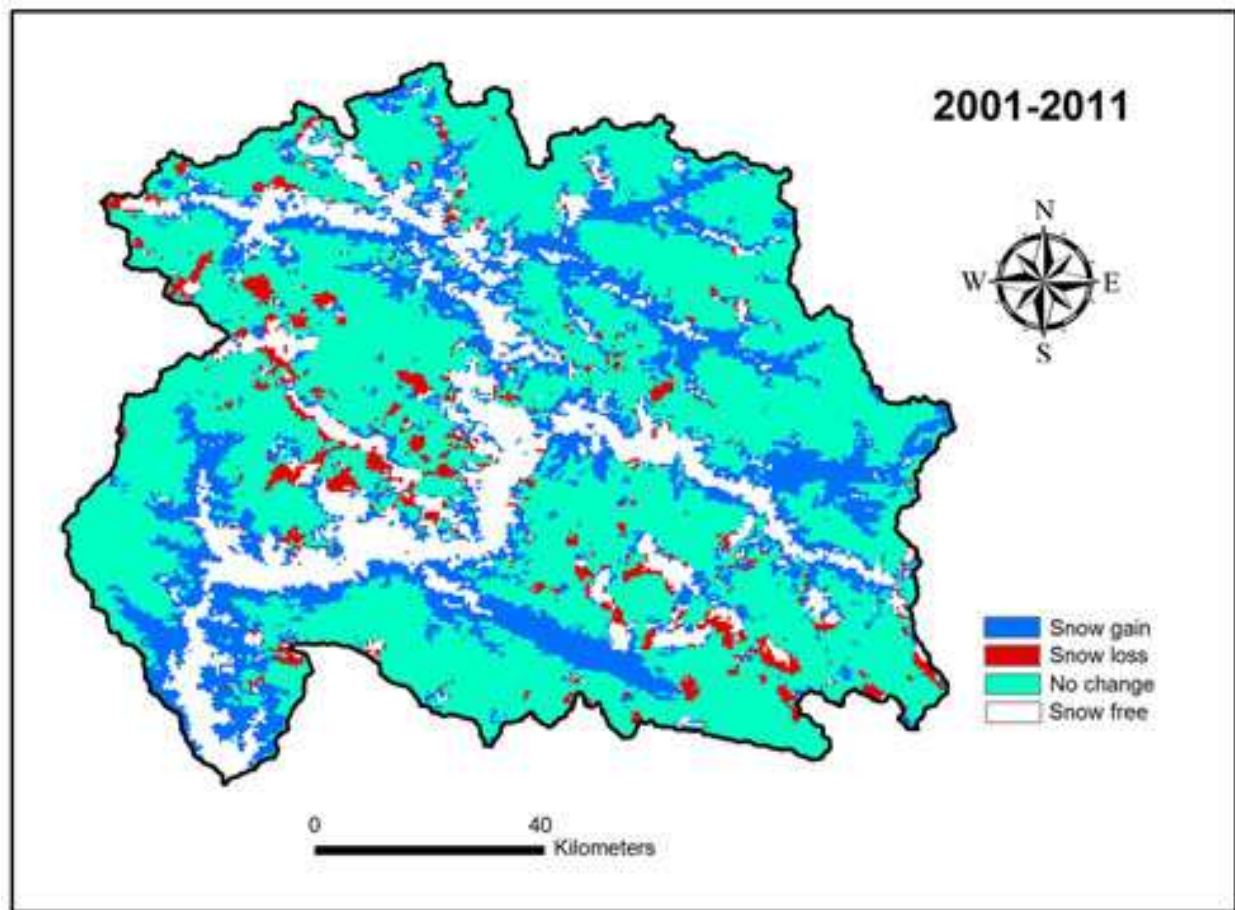 2001-2011
N
W E
S
Snow gain
Snow loss
No change
Snow free
0 40
Kilometers